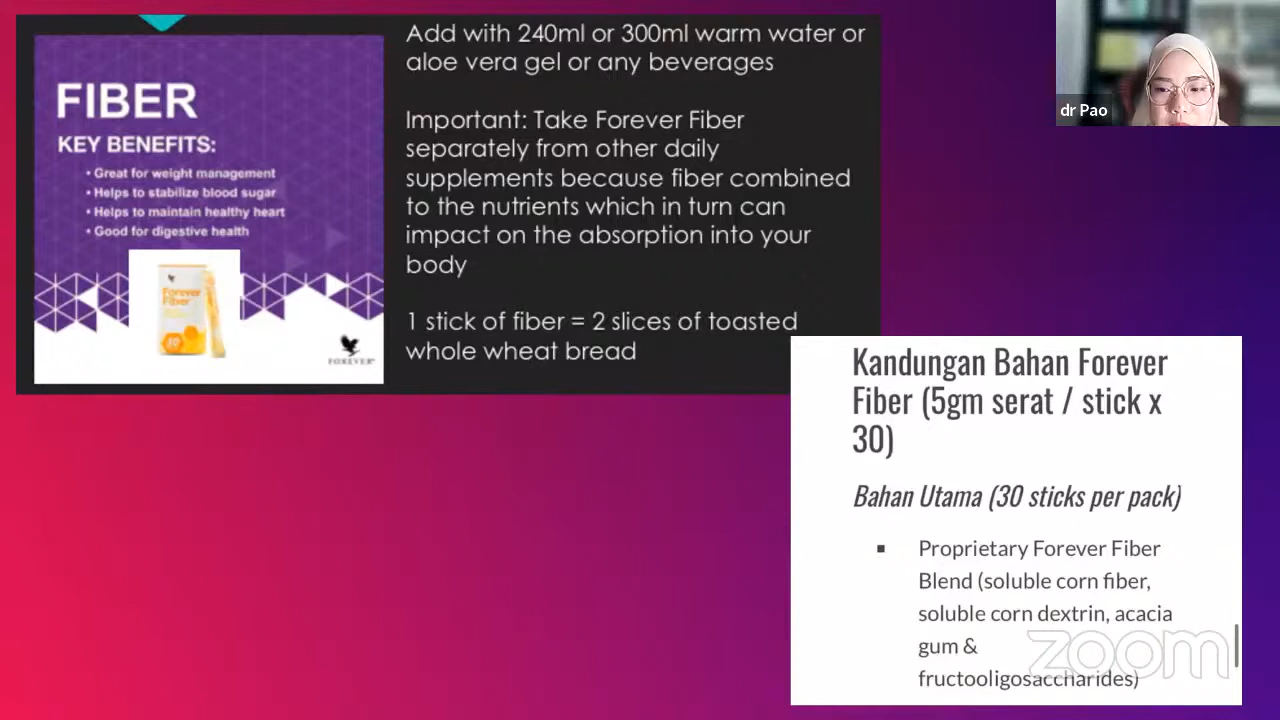 FIBER
KEY BENEFITS:
• Great for weight management
• Helps to stabilize blood sugar
• Helps to maintain healthy heart
• Good for digestive health
Forever
Fiber
30
FOREVER
Add with 240ml or 300ml warm water or
aloe vera gel or any beverages
Important: Take Forever Fiber
separately from other daily
supplements because fiber combined
to the nutrients which in turn can
impact on the absorption into your
body
1 stick of fiber = 2 slices of toasted
whole wheat bread
dr Pao
Kandungan Bahan Forever
Fiber (5gm serat / stick x
30)
Bahan Utama (30 sticks per pack)
▪ Proprietary Forever Fiber
Blend (soluble corn fiber,
soluble corn dextrin, acacia
gum &
fructooligosaccharides)
zoom